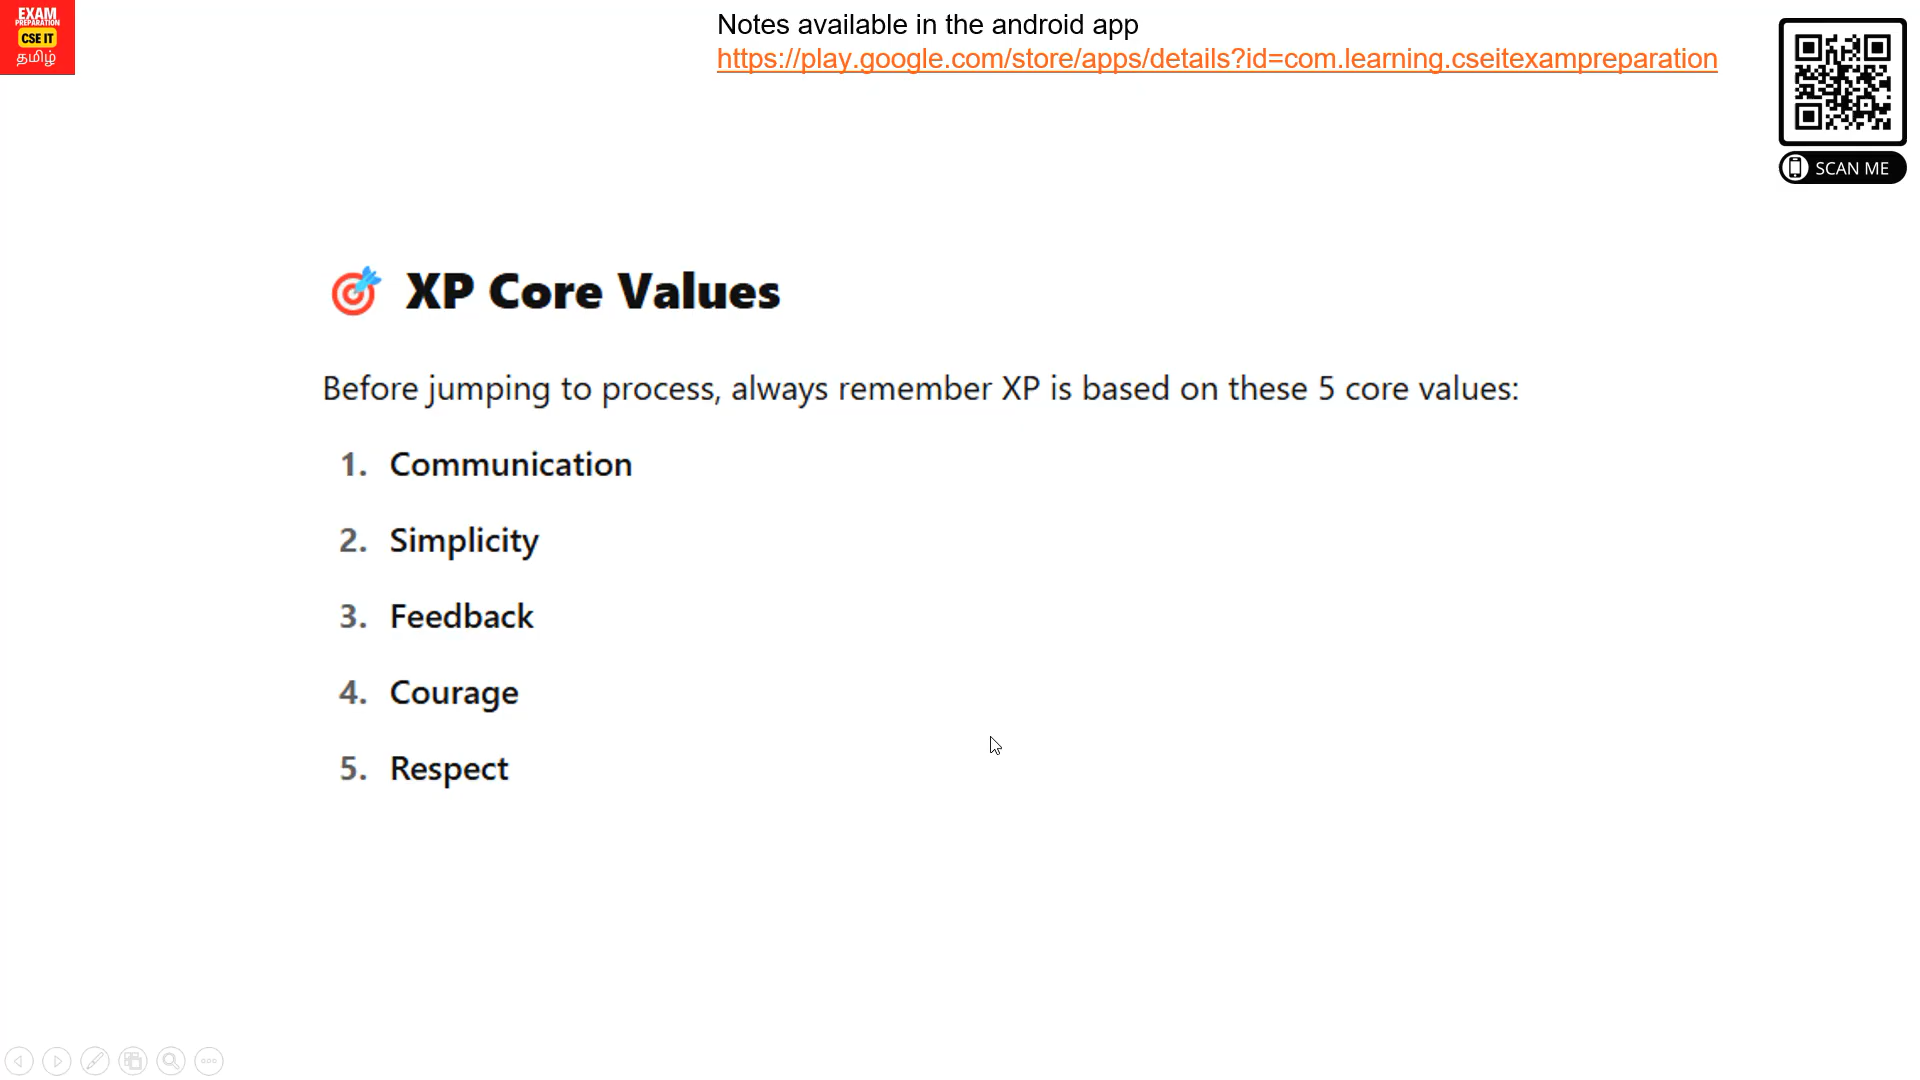 EXAM
PREPARATION
CSE IT
தமிழ்
Notes available in the android app
https://play.google.com/store/apps/details?id=com.learning.cseitexampreparation
SCAN ME
XP Core Values
Before jumping to process, always remember XP is based on these 5 core values:
1. Communication
2. Simplicity
3. Feedback
4. Courage
5. Respect